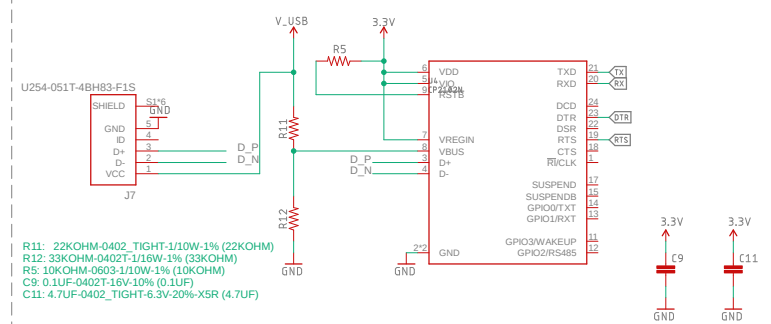 V_USB
3.3V
R5
U254-051T-4BH83-F1S
SHIELD S1*6
GND
GND 5
ID 4
D+ 3 D_P
D- 2 D_N
VCC 1
J7
R11
R12
GND
U4
CP2102N
6 VDD
5 VIO
9 RSTB
7 VREGIN
8 VBUS
D_P 3 D+
D_N 4 D-
2*2 GND
GND
TXD 21 TX
RXD 20 RX
DCD 24
DTR 23 DTR
DSR 22
RTS 19 RTS
CTS 18
RI/CLK 1
SUSPEND 17
SUSPENDB 15
GPIO0/TXT 14
GPIO1/RXT 13
GPIO3/WAKEUP 11
GPIO2/RS485 12
3.3V
C9
GND
3.3V
C11
GND
R11: 22KOHM-0402_TIGHT-1/10W-1% (22KOHM)
R12: 33KOHM-0402T-1/16W-1% (33KOHM)
R5: 10KOHM-0603-1/10W-1% (10KOHM)
C9: 0.1UF-0402T-16V-10% (0.1UF)
C11: 4.7UF-0402_TIGHT-6.3V-20%-X5R (4.7UF)